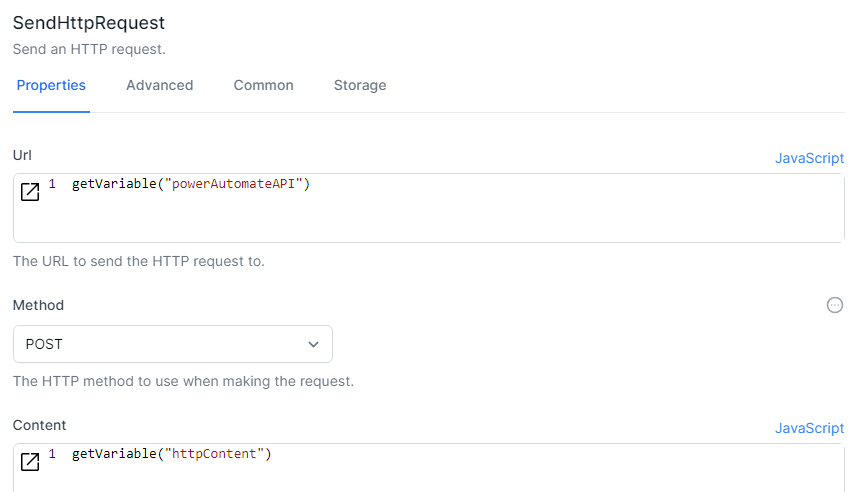 SendHttpRequest
Send an HTTP request.
Properties Advanced Common Storage
Url JavaScript
1 getVariable("powerAutomateAPI")
The URL to send the HTTP request to.
Method
POST
The HTTP method to use when making the request.
Content JavaScript
1 getVariable("httpContent")